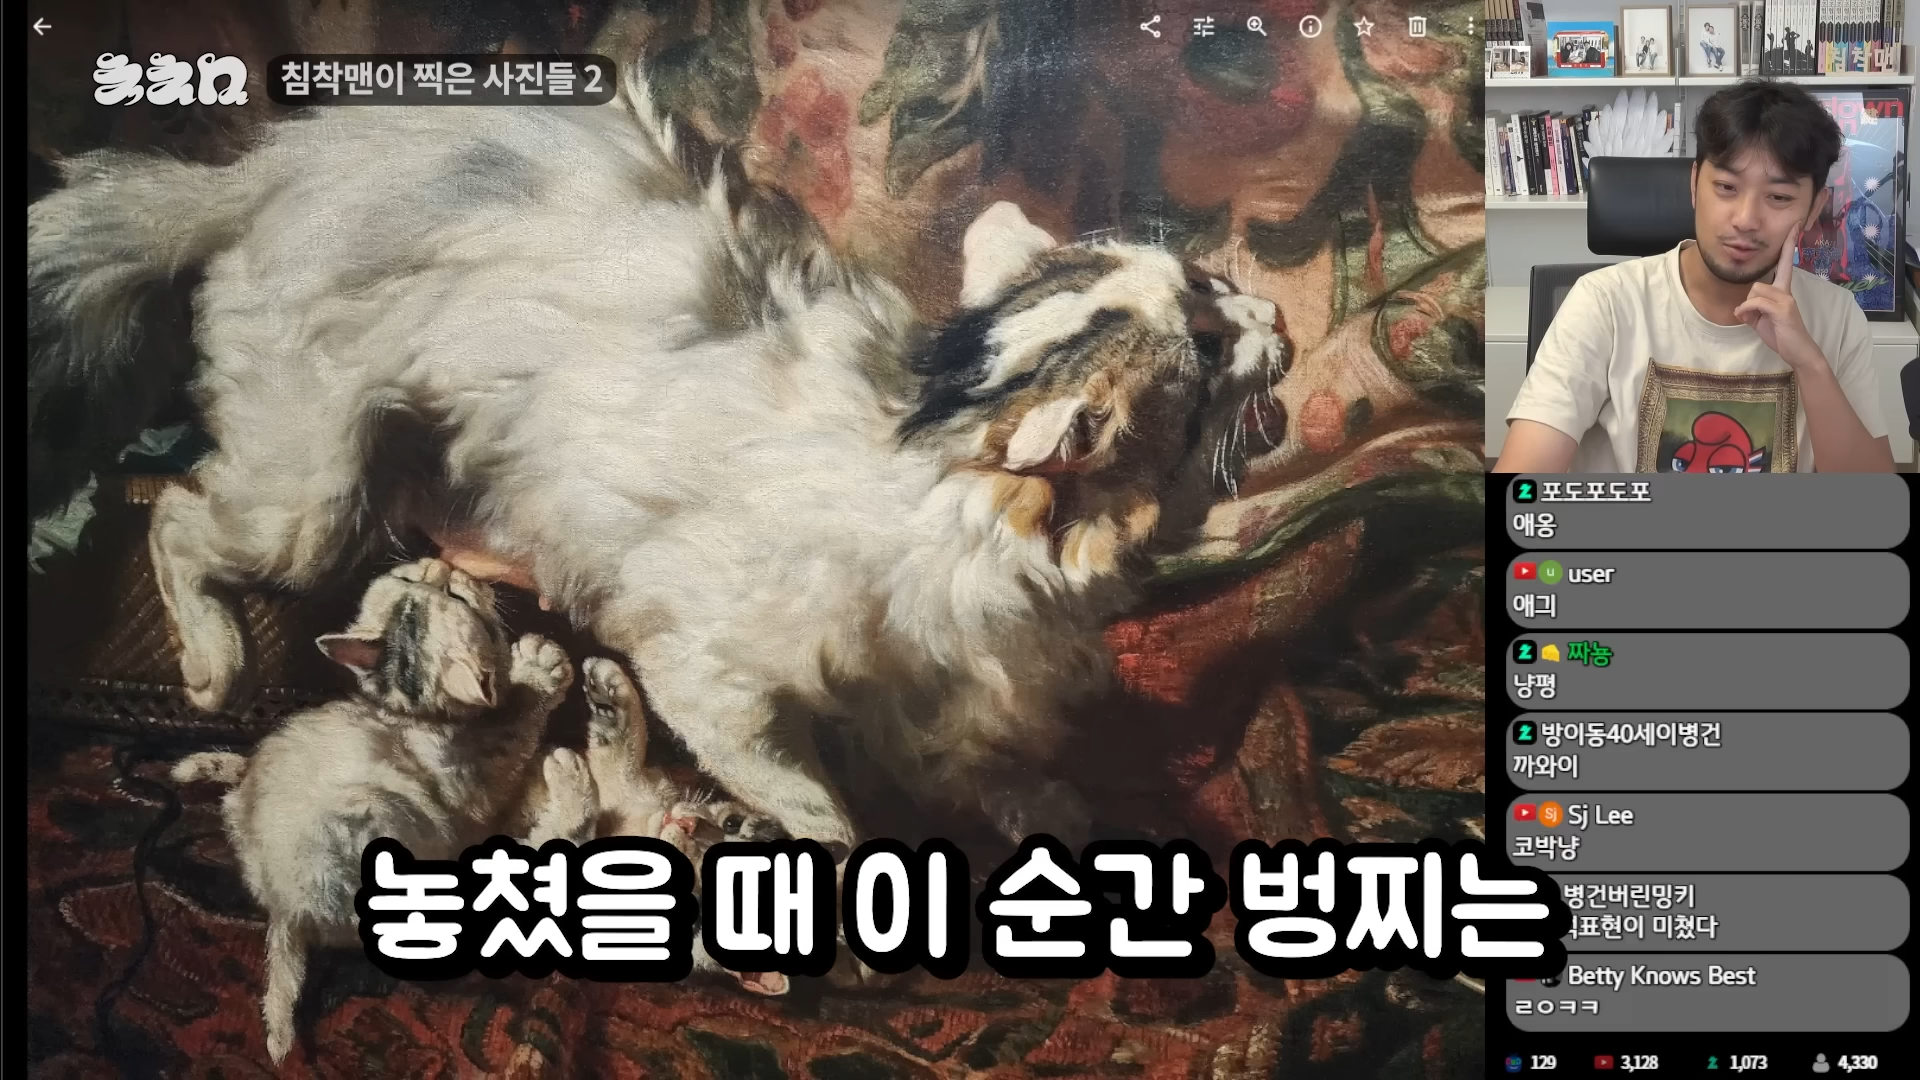 침착맨이 찍은 사진들 2
포도포도포
애옹
user
애긔
짜뇽
냥평
방이동40세이병건
까와이
Sj Lee
코박냥
병건버린밍키
표현이 미쳤다
Betty Knows Best
ㄹㅇㅋㅋ
놓쳤을 때 이 순간 벙찌는
129 3,128 1,073 4,330